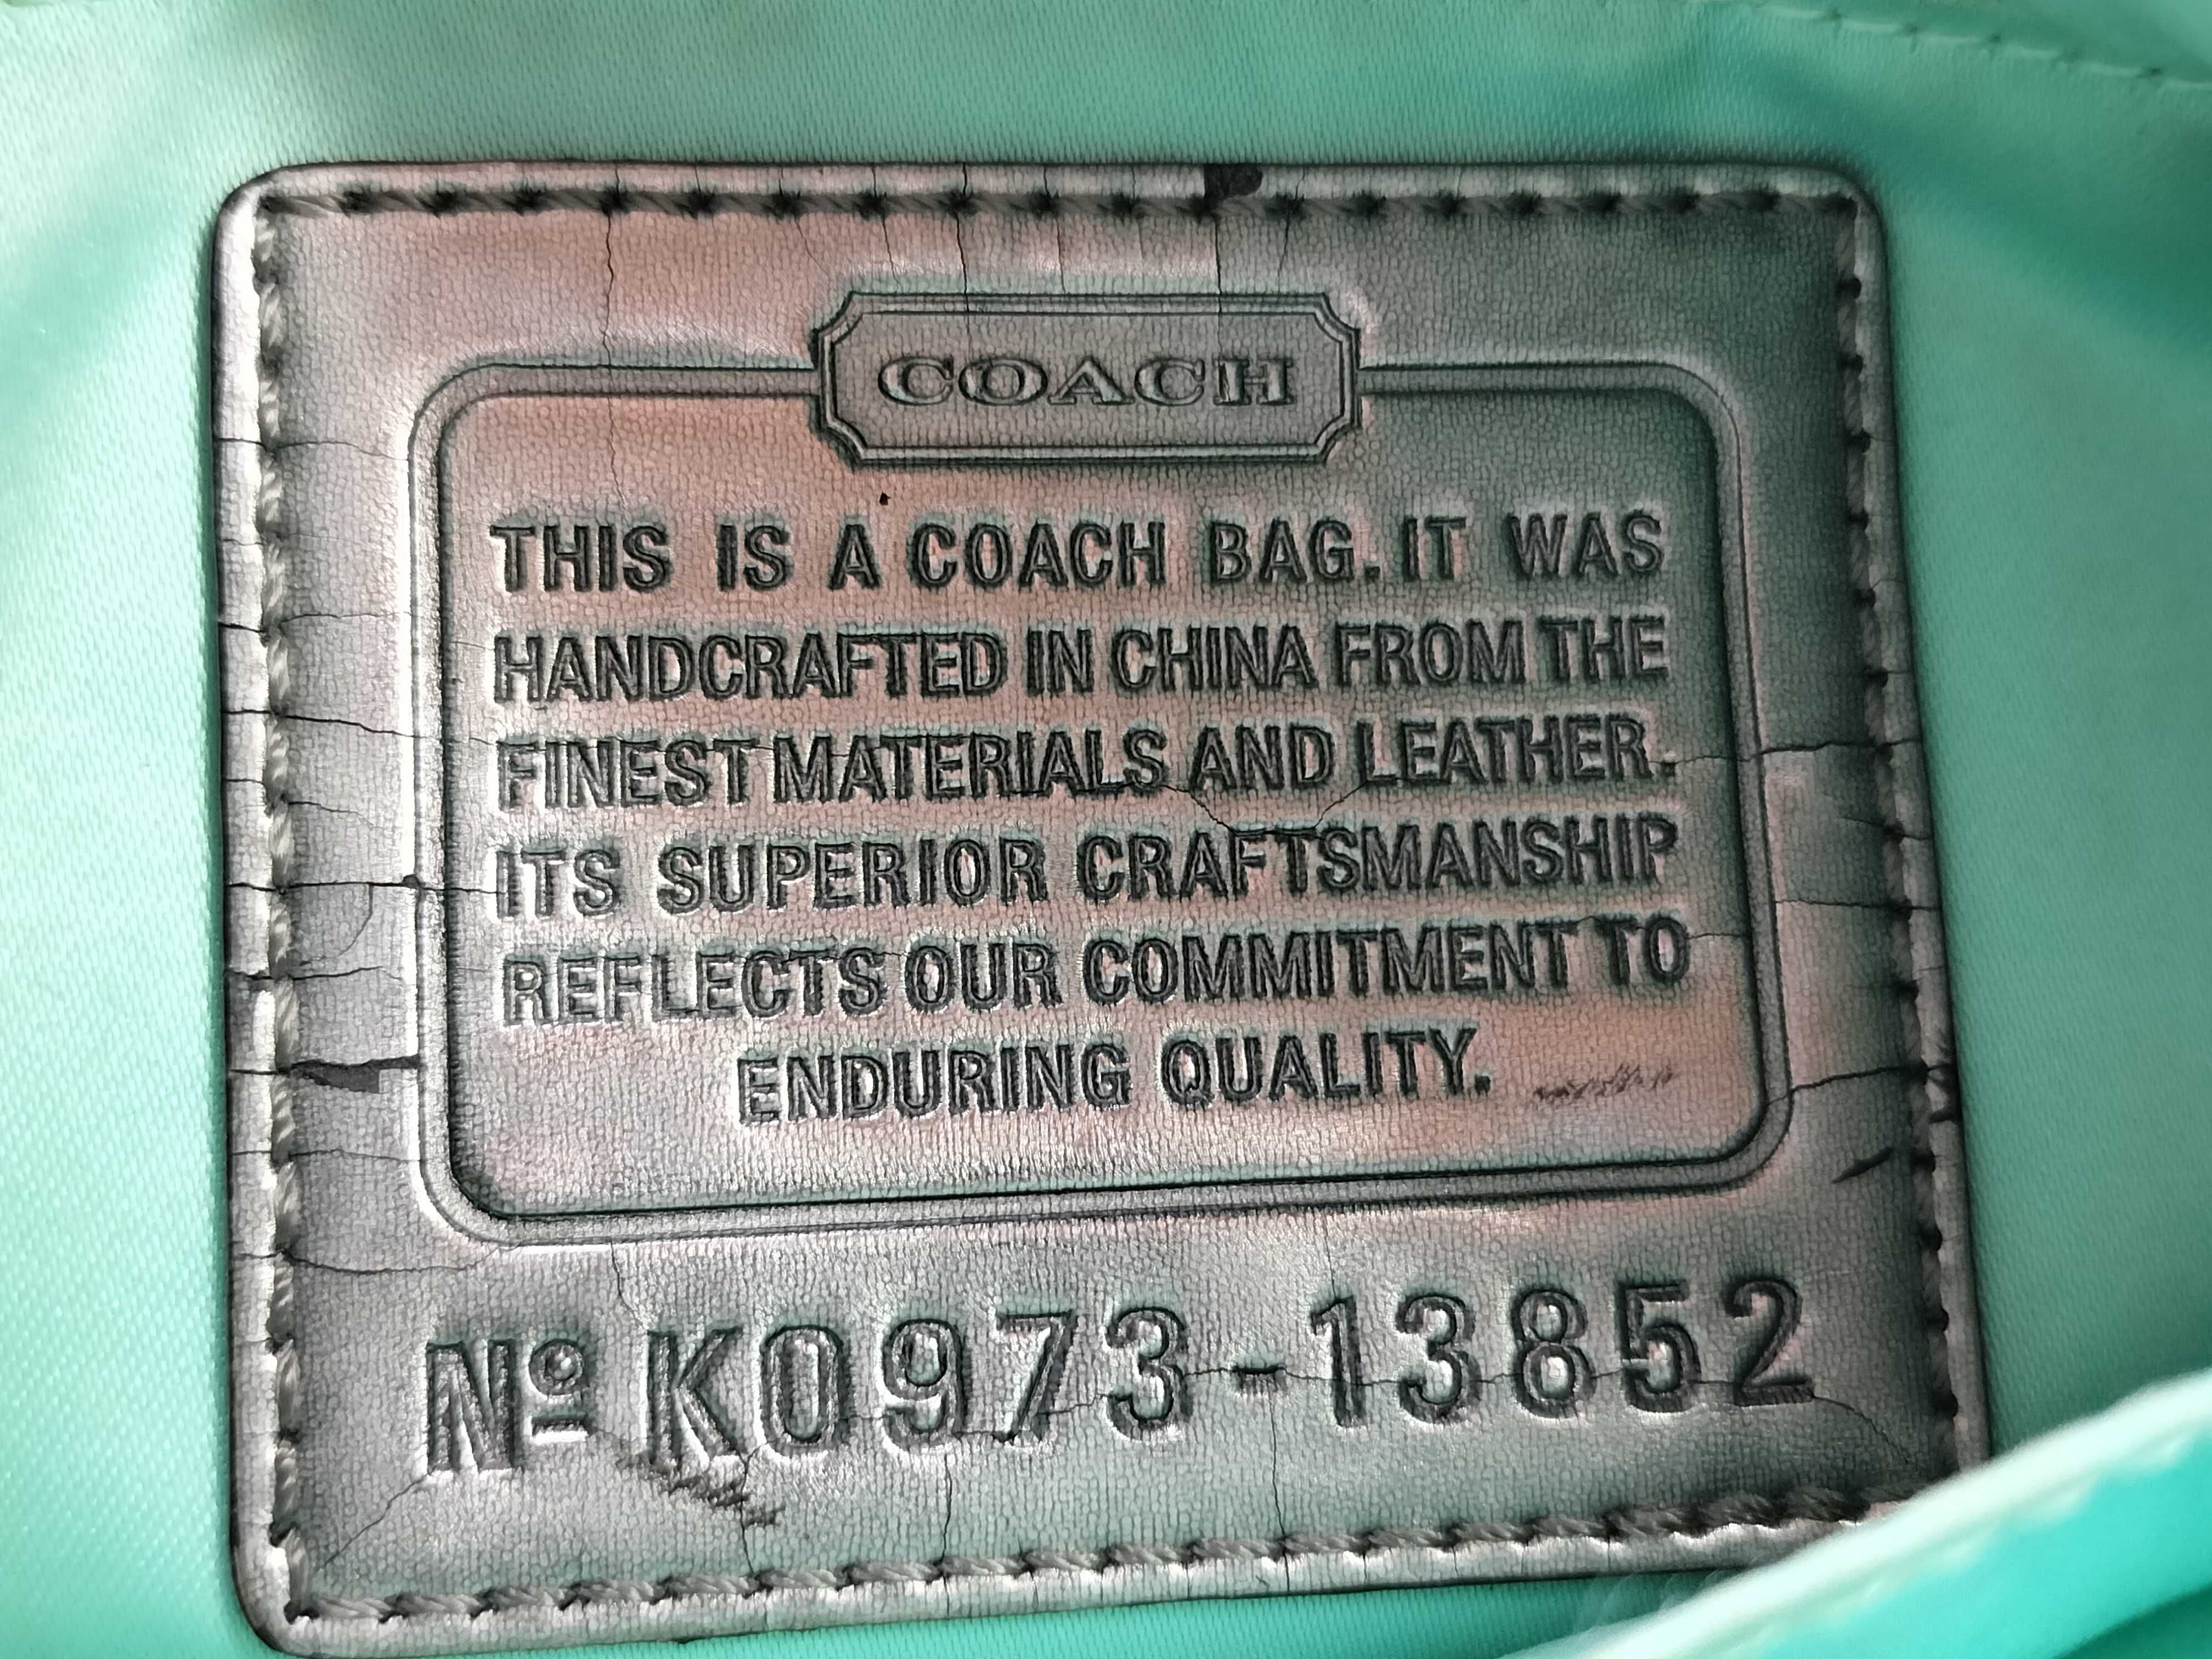 COACH
THIS IS A COACH BAG. IT WAS
HANDCRAFTED IN CHINA FROM THE
FINEST MATERIALS AND LEATHER.
ITS SUPERIOR CRAFTSMANSHIP
REFLECTS OUR COMMITMENT TO
ENDURING QUALITY.
Nº K0973-13852